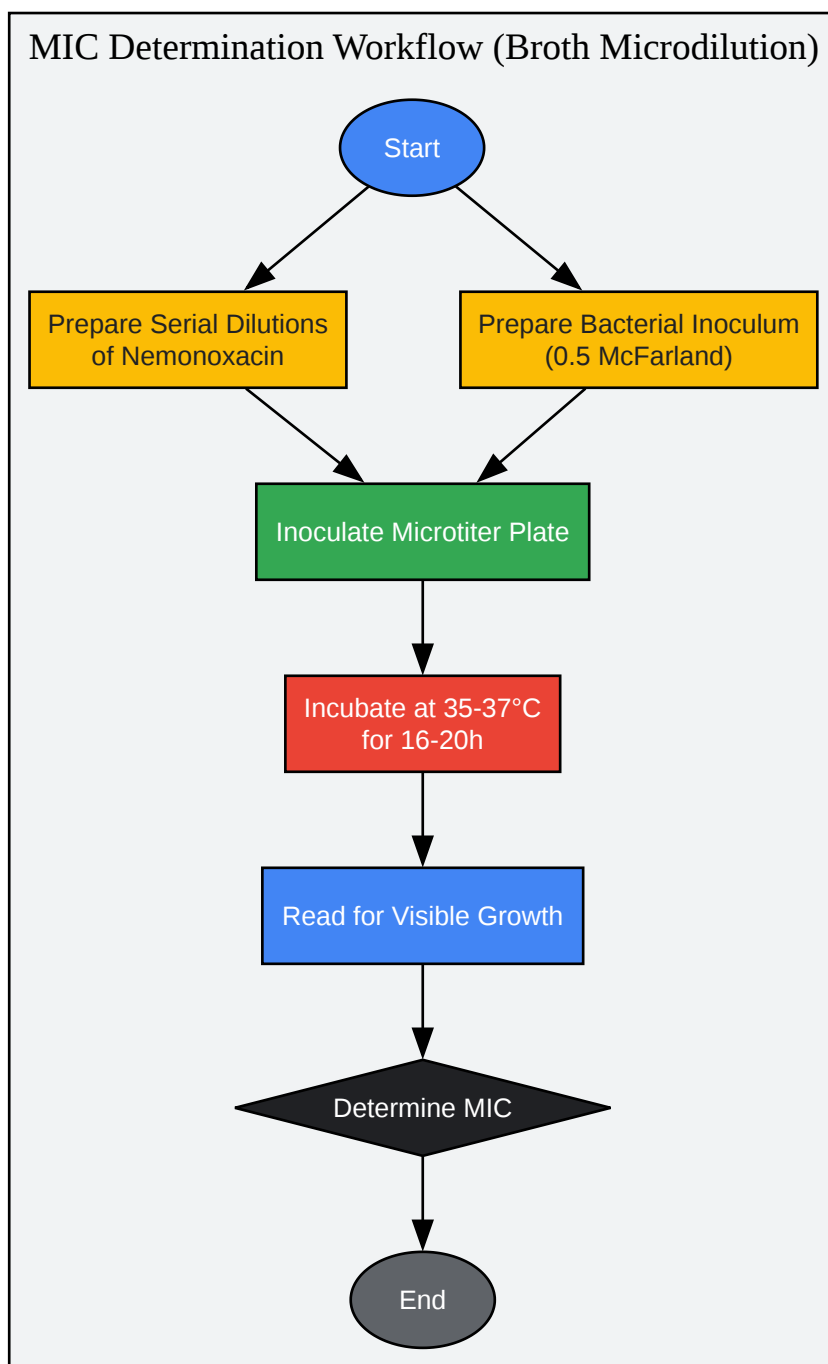 MIC Determination Workflow (Broth Microdilution)
Start
Prepare Serial Dilutions
of Nemonoxacin
Prepare Bacterial Inoculum
(0.5 McFarland)
Inoculate Microtiter Plate
Incubate at 35-37°C
for 16-20h
Read for Visible Growth
Determine MIC
End